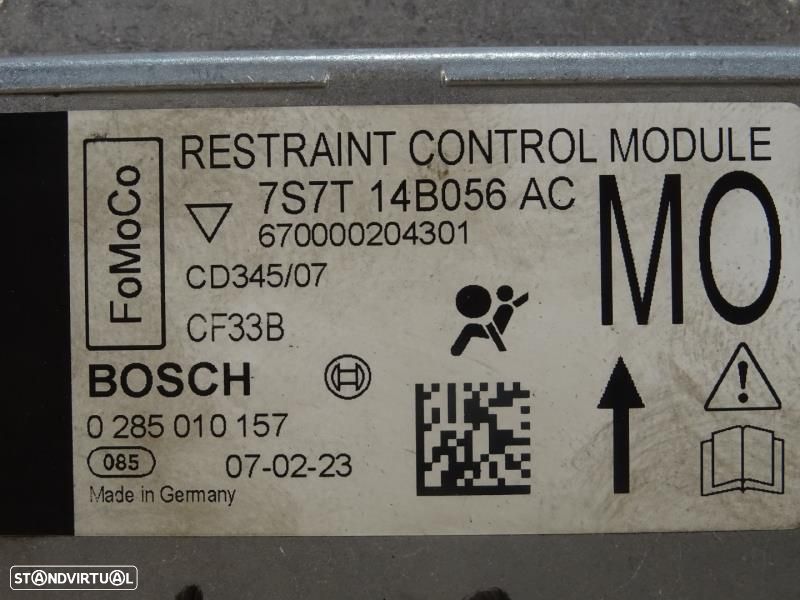 RESTRAINT CONTROL MODULE
FoMoCo
7S7T 14B056 AC
670000204301
MO
CD345/07
CF33B
BOSCH
0 285 010 157
085
07-02-23
Made in Germany
STANDVIRTUAL